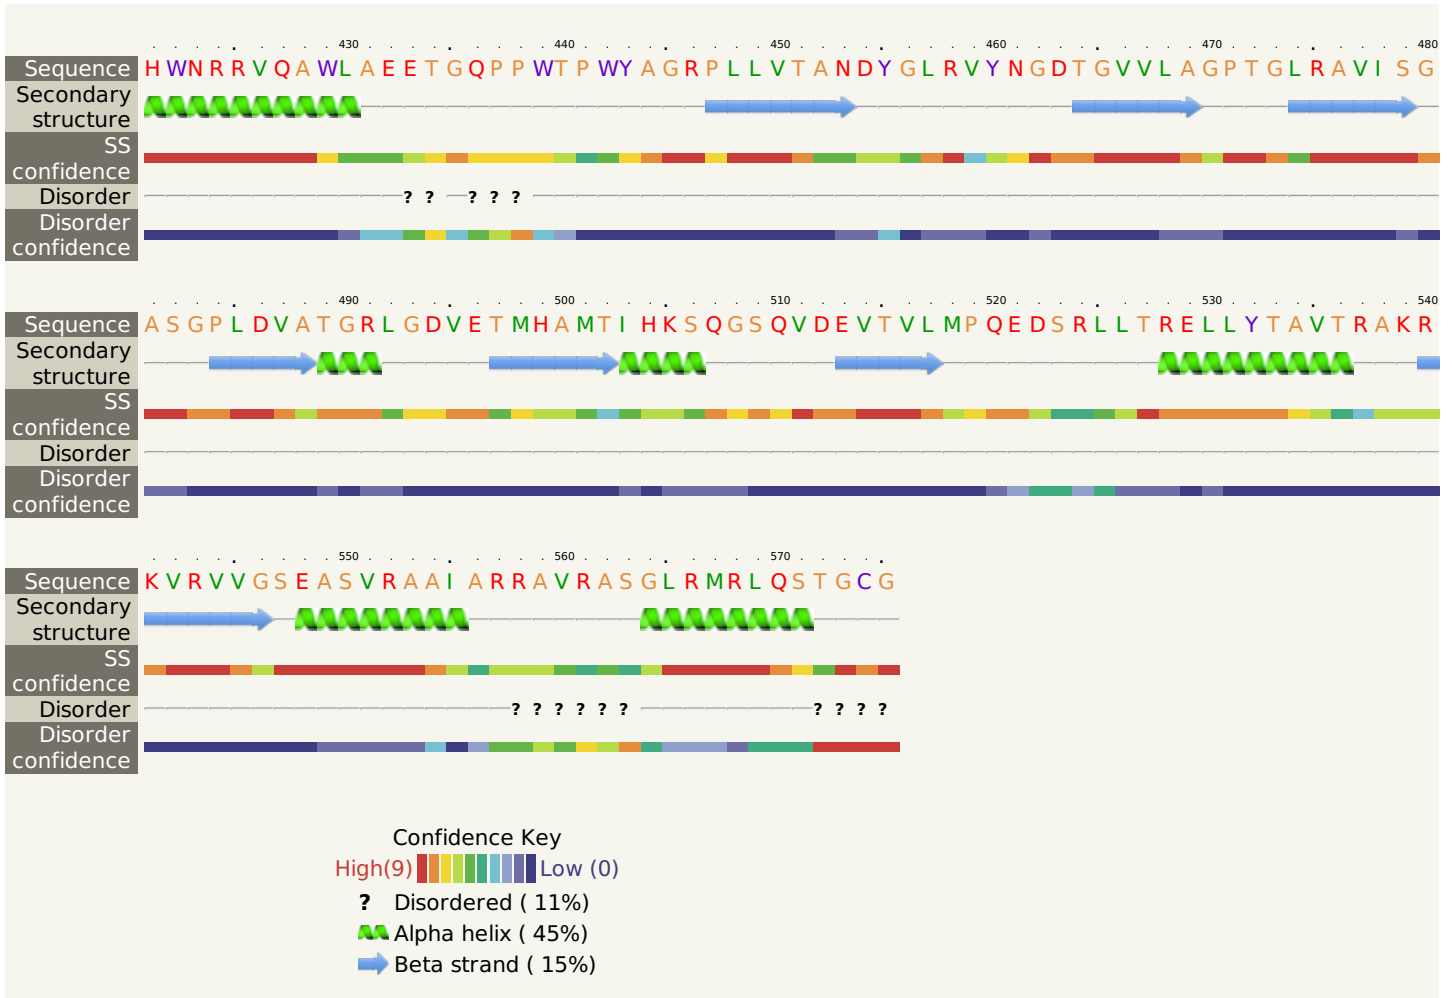 430 440 450 460 470 480
Sequence H W N R R V Q A W L A E E T G Q P P W T P W Y A G R P L L V T A N D Y G L R V Y N G D T G V V L A G P T G L R A V I S G
Secondary
structure
SS
confidence
Disorder ? ? ? ? ?
Disorder
confidence
490 500 510 520 530 540
Sequence A S G P L D V A T G R L G D V E T M H A M T I H K S Q G S Q V D E V T V L M P Q E D S R L L T R E L L Y T A V T R A K R
Secondary
structure
SS
confidence
Disorder
Disorder
confidence
550 560 570
Sequence K V R V V G S E A S V R A A I A R R A V R A S G L R M R L Q S T G C G
Secondary
structure
SS
confidence
Disorder ? ? ? ? ? ? ? ? ? ?
Disorder
confidence
Confidence Key
High(9) Low (0)
? Disordered ( 11%)
Alpha helix ( 45%)
Beta strand ( 15%)